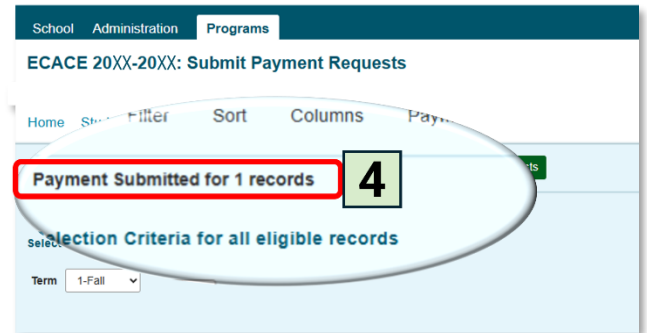 School Administration Programs
ECACE 20XX-20XX: Submit Payment Requests
Home Filter Sort Columns
Payment Submitted for 1 records 4
Selection Criteria for all eligible records
Term 1-Fall